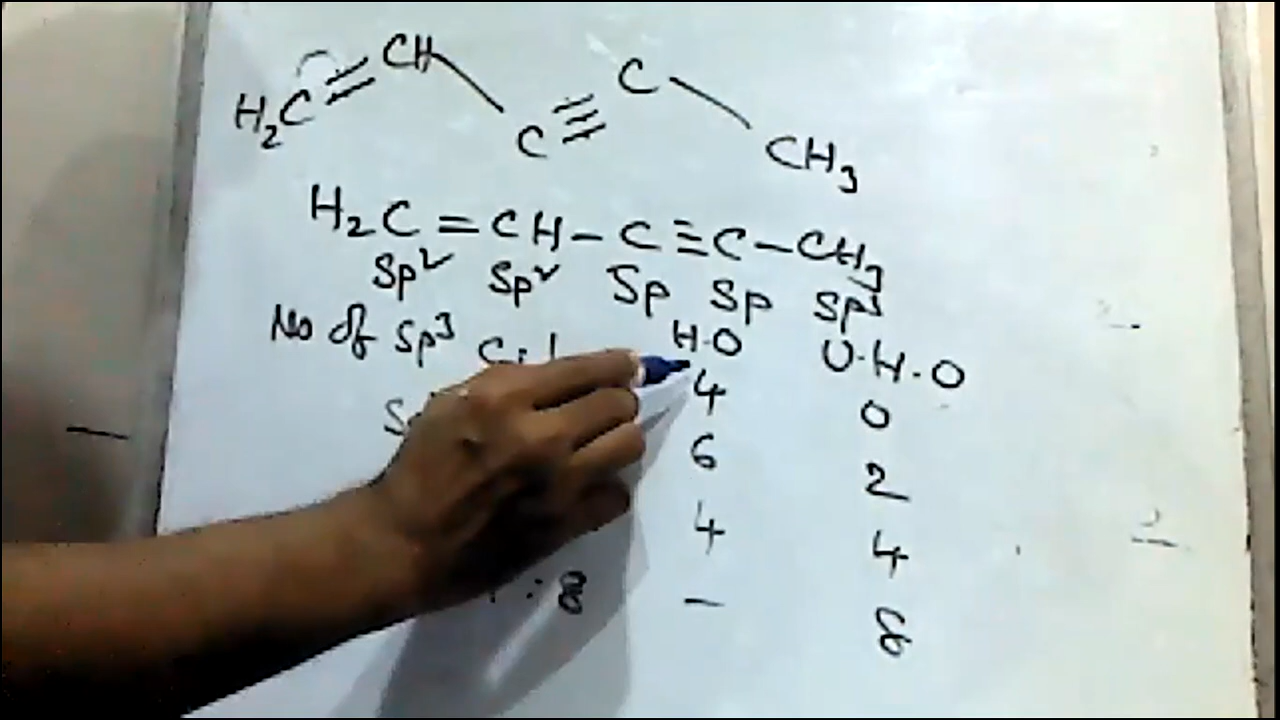 H₂C=CH
C≡C
CH₃
H₂C=CH-C≡C-CH₃
Sp² Sp² Sp Sp Sp³
No of Sp³ H.O U.H.O
4 0
6 2
4 4
: 8 - 8